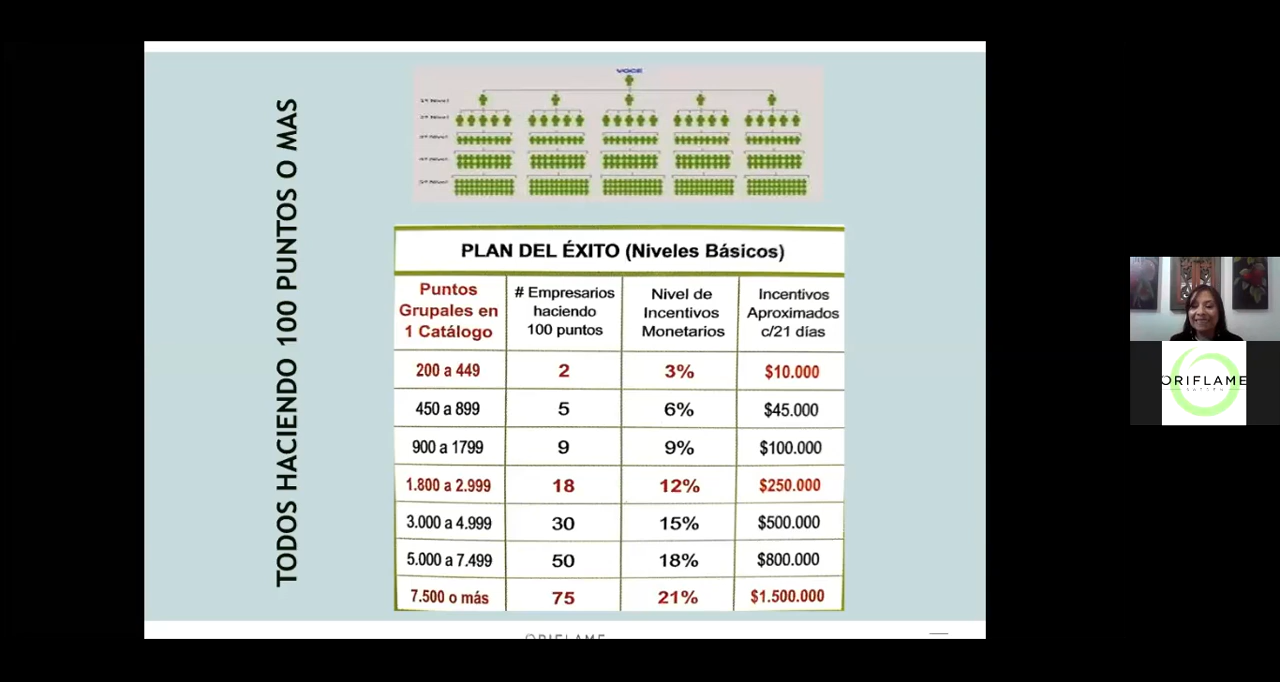 TODOS HACIENDO 100 PUNTOS O MAS
VOCE
1º Nível
PLAN DEL ÉXITO (Niveles Básicos)
Puntos Grupales en 1 Catálogo
# Empresarios haciendo 100 puntos
Nivel de Incentivos Monetarios
Incentivos Aproximados c/21 días
200 a 449 2 3% $10.000
450 a 899 5 6% $45.000
900 a 1799 9 9% $100.000
1.800 a 2.999 18 12% $250.000
3.000 a 4.999 30 15% $500.000
5.000 a 7.499 50 18% $800.000
7.500 o más 75 21% $1.500.000
ORIFLAME
ORIFLAME